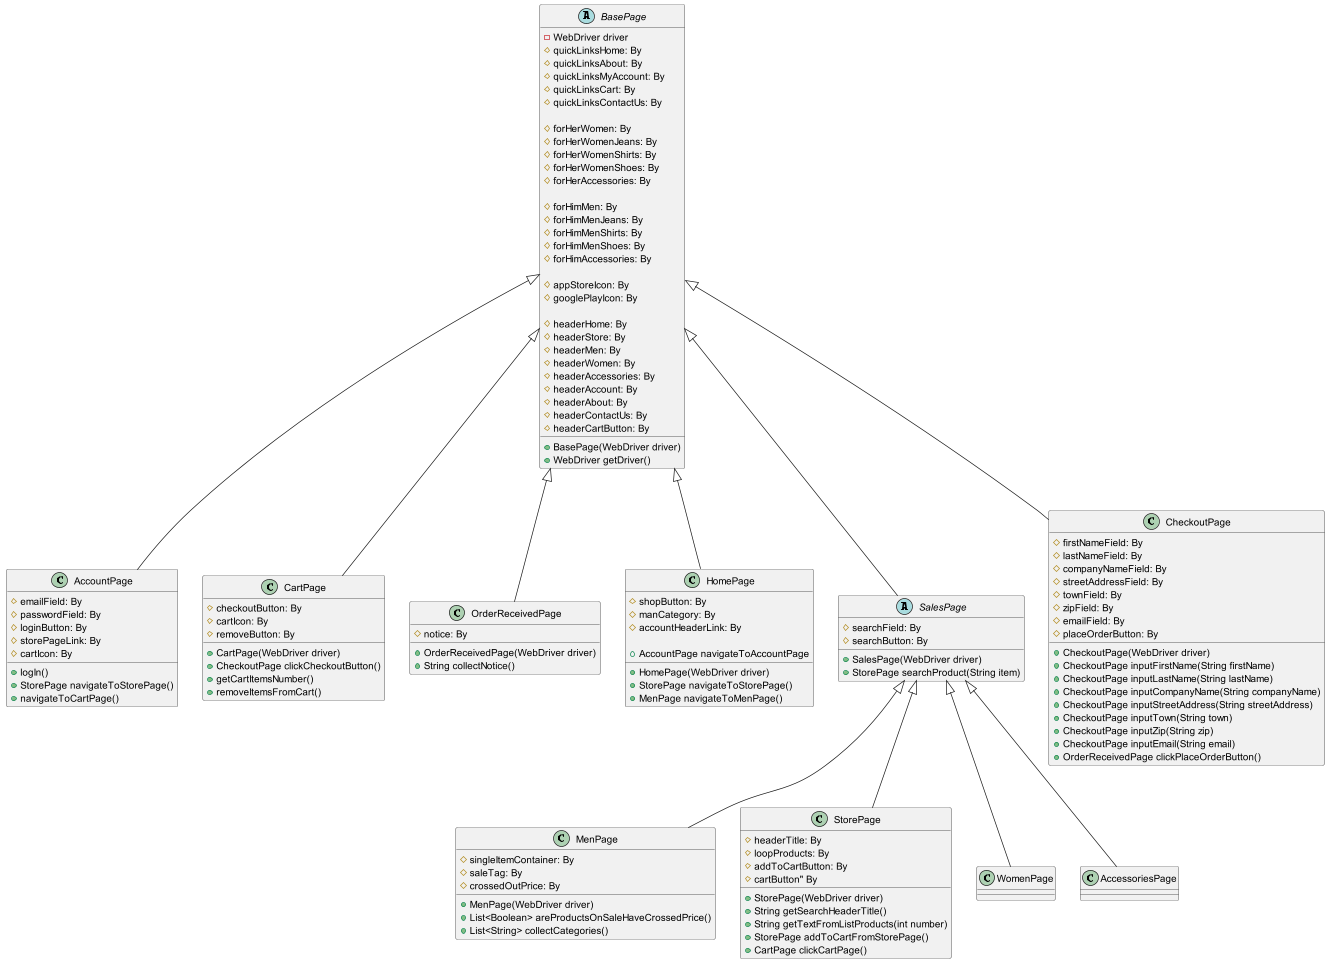 A BasePage
WebDriver driver
quickLinksHome: By
quickLinksAbout: By
quickLinksMyAccount: By
quickLinksCart: By
quickLinksContactUs: By
forHerWomen: By
forHerWomenJeans: By
forHerWomenShirts: By
forHerWomenShoes: By
forHerAccessories: By
forHimMen: By
forHimMenJeans: By
forHimMenShirts: By
forHimMenShoes: By
forHimAccessories: By
appStoreIcon: By
googlePlayIcon: By
headerHome: By
headerStore: By
headerMen: By
headerWomen: By
headerAccessories: By
headerAccount: By
headerAbout: By
headerContactUs: By
headerCartButton: By
BasePage(WebDriver driver)
WebDriver getDriver()
C AccountPage
emailField: By
passwordField: By
loginButton: By
storePageLink: By
cartIcon: By
logIn()
StorePage navigateToStorePage()
navigateToCartPage()
C CartPage
checkoutButton: By
cartIcon: By
removeButton: By
CartPage(WebDriver driver)
CheckoutPage clickCheckoutButton()
getCartItemsNumber()
removeItemsFromCart()
C OrderReceivedPage
notice: By
OrderReceivedPage(WebDriver driver)
String collectNotice()
C HomePage
shopButton: By
manCategory: By
accountHeaderLink: By
AccountPage navigateToAccountPage
HomePage(WebDriver driver)
StorePage navigateToStorePage()
MenPage navigateToMenPage()
A SalesPage
searchField: By
searchButton: By
SalesPage(WebDriver driver)
StorePage searchProduct(String item)
C CheckoutPage
firstNameField: By
lastNameField: By
companyNameField: By
streetAddressField: By
townField: By
zipField: By
emailField: By
placeOrderButton: By
CheckoutPage(WebDriver driver)
CheckoutPage inputFirstName(String firstName)
CheckoutPage inputLastName(String lastName)
CheckoutPage inputCompanyName(String companyName)
CheckoutPage inputStreetAddress(String streetAddress)
CheckoutPage inputTown(String town)
CheckoutPage inputZip(String zip)
CheckoutPage inputEmail(String email)
OrderReceivedPage clickPlaceOrderButton()
C MenPage
singleItemContainer: By
saleTag: By
crossedOutPrice: By
MenPage(WebDriver driver)
List<Boolean> areProductsOnSaleHaveCrossedPrice()
List<String> collectCategories()
C StorePage
headerTitle: By
loopProducts: By
addToCartButton: By
cartButton" By
StorePage(WebDriver driver)
String getSearchHeaderTitle()
String getTextFromListProducts(int number)
StorePage addToCartFromStorePage()
CartPage clickCartPage()
C WomenPage
C AccessoriesPage